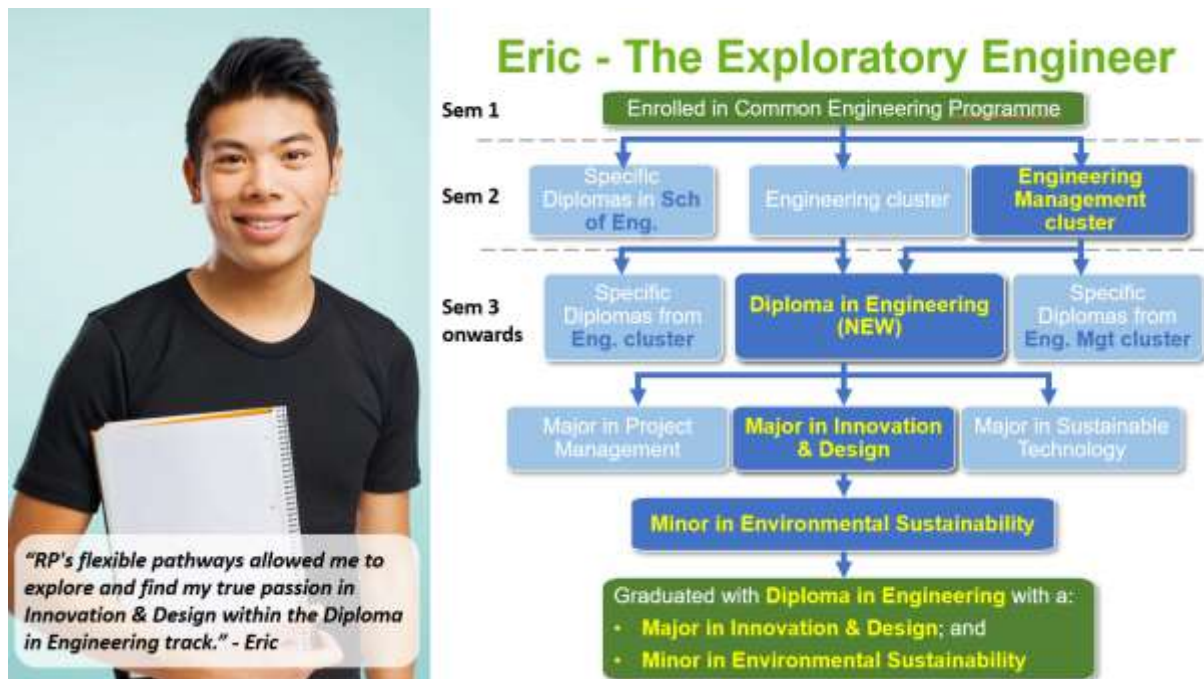 Eric - The Exploratory Engineer
Sem 1
Enrolled in Common Engineering Programme
Sem 2
Specific
Diplomas in Sch
of Eng.
Engineering cluster
Engineering
Management
cluster
Sem 3
onwards
Specific
Diplomas from
Eng. cluster
Diploma in Engineering
(NEW)
Specific
Diplomas from
Eng. Mgt cluster
Major in Project
Management
Major in Innovation
& Design
Major in Sustainable
Technology
Minor in Environmental Sustainability
Graduated with Diploma in Engineering with a:
• Major in Innovation & Design; and
• Minor in Environmental Sustainability
“RP's flexible pathways allowed me to
explore and find my true passion in
Innovation & Design within the Diploma
in Engineering track.” - Eric